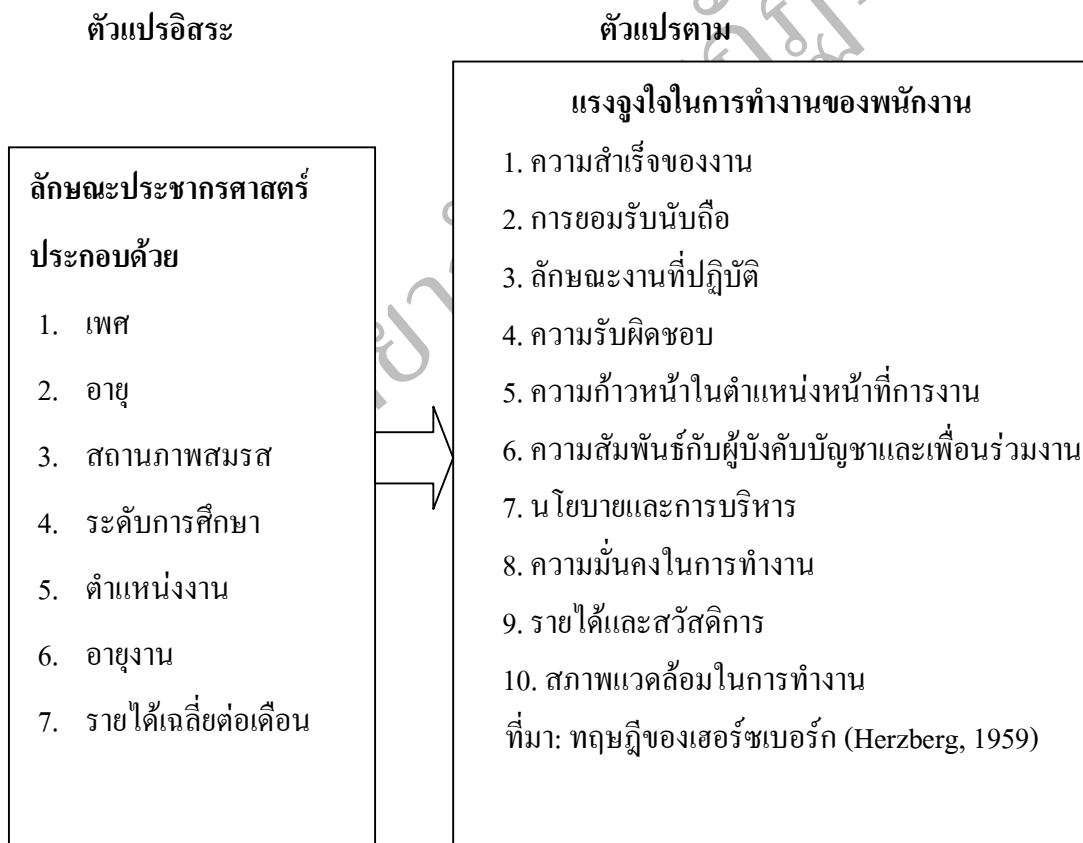 ตัวแปรอิสระ
ตัวแปรตาม
ลักษณะประชากรศาสตร์
ประกอบด้วย
1. เพศ
2. อายุ
3. สถานภาพสมรส
4. ระดับการศึกษา
5. ตำแหน่งงาน
6. อายุงาน
7. รายได้เฉลี่ยต่อเดือน
แรงจูงใจในการทำงานของพนักงาน
1. ความสำเร็จของงาน
2. การยอมรับนับถือ
3. ลักษณะงานที่ปฏิบัติ
4. ความรับผิดชอบ
5. ความก้าวหน้าในตำแหน่งหน้าที่การงาน
6. ความสัมพันธ์กับผู้บังคับบัญชาและเพื่อนร่วมงาน
7. นโยบายและการบริหาร
8. ความมั่นคงในการทำงาน
9. รายได้และสวัสดิการ
10. สภาพแวดล้อมในการทำงาน
ที่มา: ทฤษฎีของเฮอร์ซเบอร์ก (Herzberg, 1959)